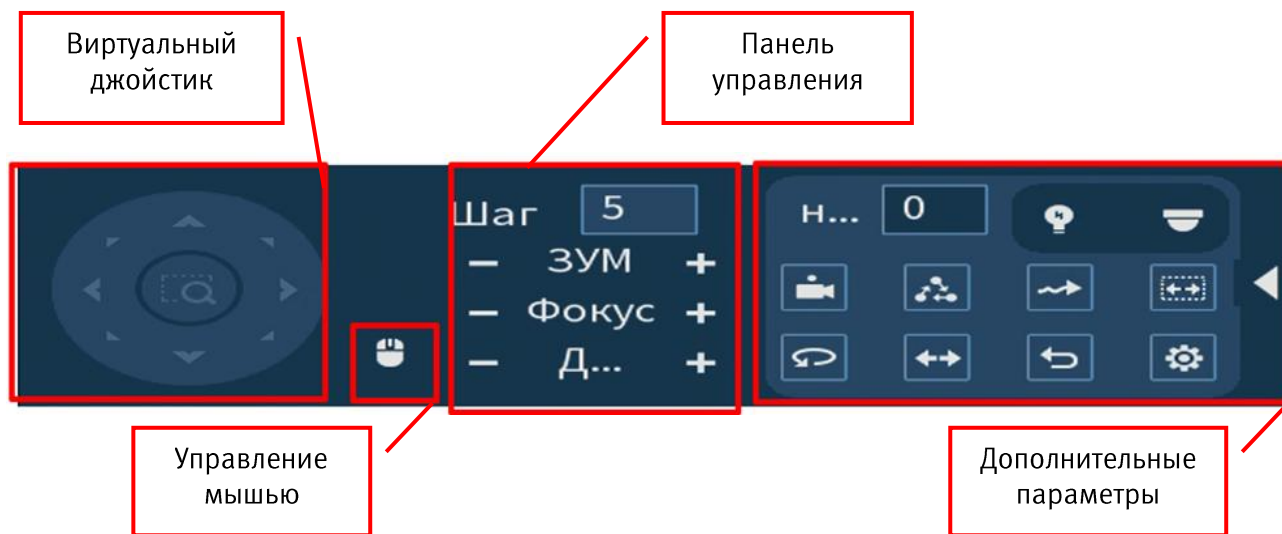 Виртуальный
джойстик
Панель
управления
Шаг 5
– ЗУМ +
– Фокус +
– Д... +
н... 0
Управление
мышью
Дополнительные
параметры